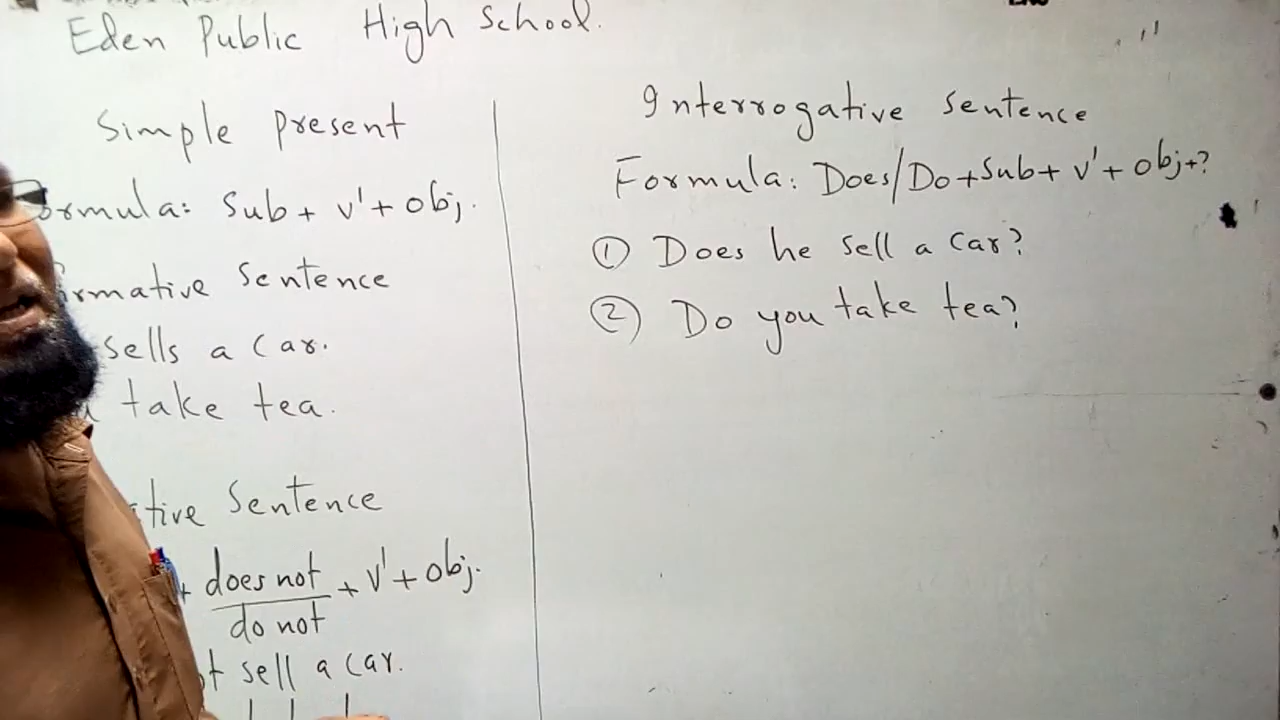 Eden Public High School.
Simple present
ormula: Sub + v' + obj.
rmative sentence
sells a car.
take tea.
tive Sentence
+ does not + v' + obj.
do not
t sell a car.
Interrogative sentence
Formula: Does/Do+Sub+ v' + obj+?
① Does he sell a car?
② Do you take tea?